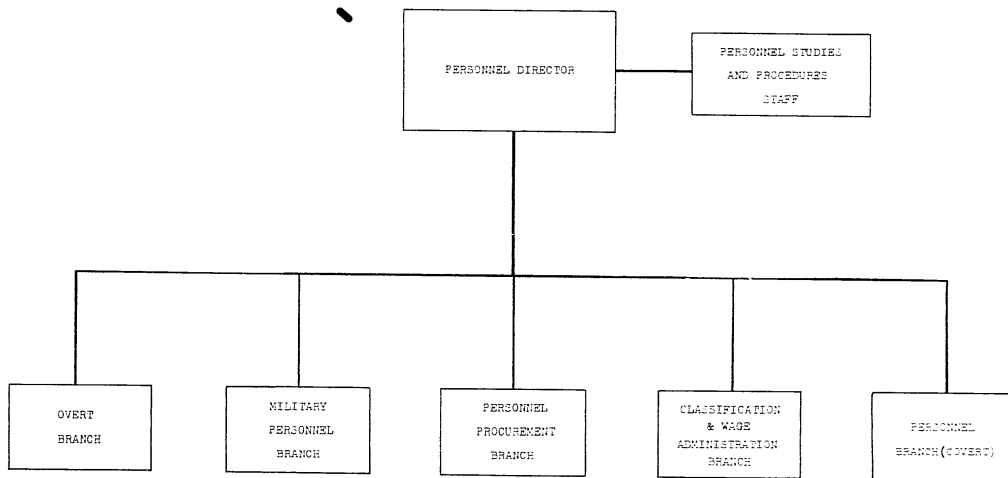 PERSONNEL DIRECTOR
PERSONNEL STUDIES
AND PROCEDURES
STAFF
OVERT
BRANCH
MILITARY
PERSONNEL
BRANCH
PERSONNEL
PROCUREMENT
BRANCH
CLASSIFICATION
& WAGE
ADMINISTRATION
BRANCH
PERSONNEL
BRANCH(COVERT)